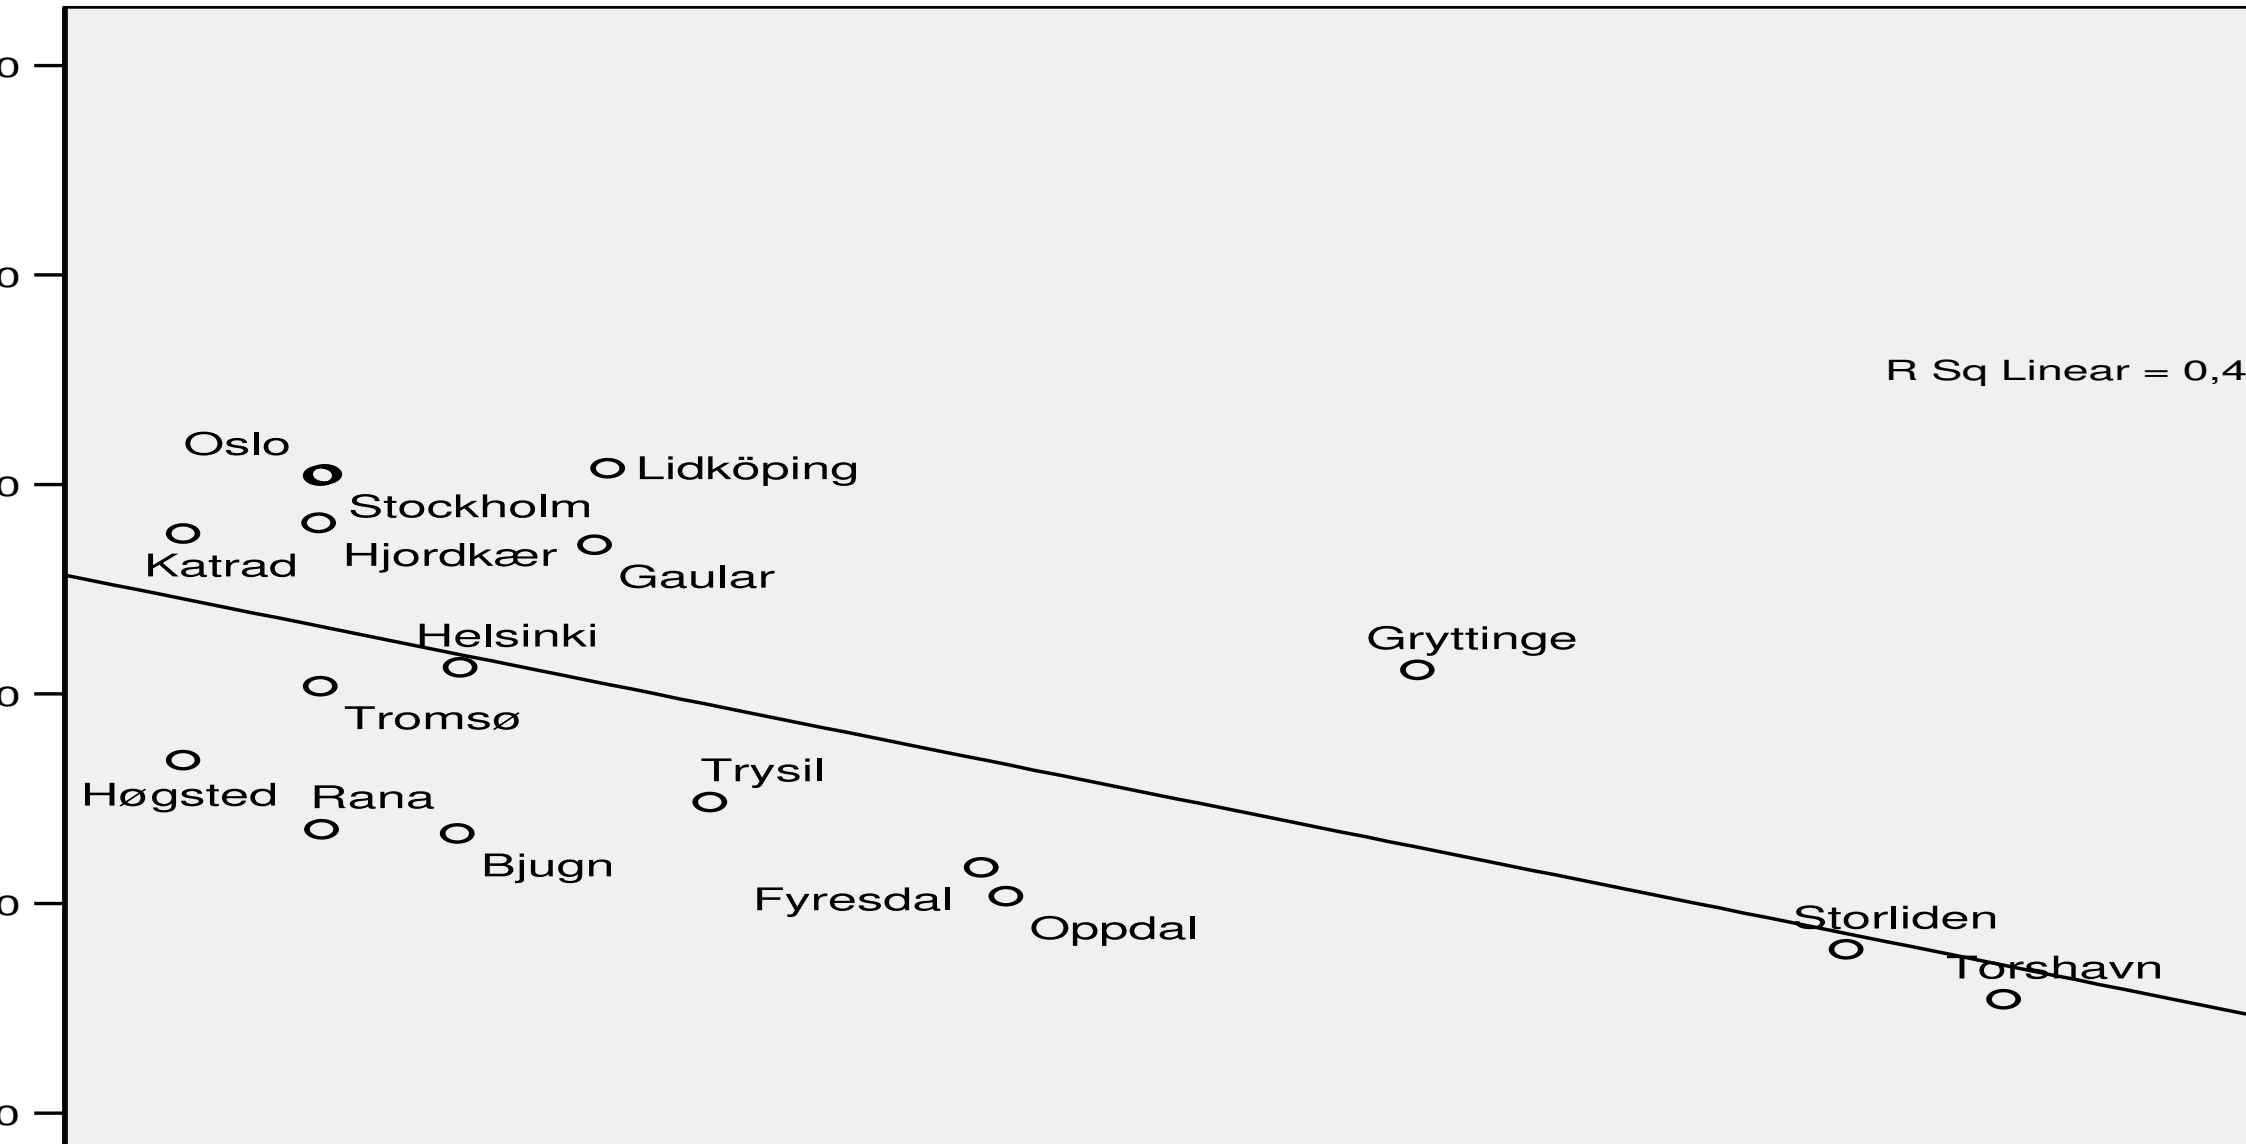 R Sq Linear = 0,4
Oslo
Lidköping
Stockholm
Hjordkær
Katrad
Gaular
Helsinki
Gryttinge
Tromsø
Trysil
Høgsted
Rana
Bjugn
Fyresdal
Oppdal
Storliden
Torshavn